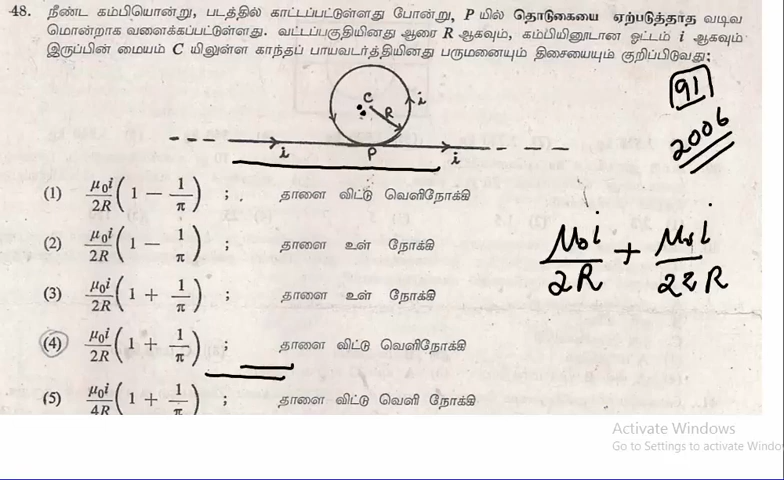 48. நீண்ட கம்பியொன்று, படத்தில் காட்டப்பட்டுள்ளது போன்று, P யில் தொடுகையை ஏற்படுத்தாத வடிவ
மொன்றாக வளைக்கப்பட்டுள்ளது. வட்டப்பகுதியினது ஆரை R ஆகவும், கம்பியினூடான ஓட்டம் i ஆகவும்
இருப்பின் மையம் C யிலுள்ள காந்தப் பாயவடர்த்தியினது பருமனையும் திசையையும் குறிப்பிடுவது:
91
2006
C
R
i
i
P
i
(1) μ₀i/2R (1 − 1/π) ; தாளை விட்டு வெளிநோக்கி
(2) μ₀i/2R (1 − 1/π) ; தாளை உள் நோக்கி
(3) μ₀i/2R (1 + 1/π) ; தாளை உள் நோக்கி
(4) μ₀i/2R (1 + 1/π) ; தாளை விட்டு வெளிநோக்கி
(5) μ₀i/4R (1 + 1/π) ; தாளை விட்டு வெளி நோக்கி
μ₀i/2R + μ₀i/2πR
Activate Windows
Go to Settings to activate Windo